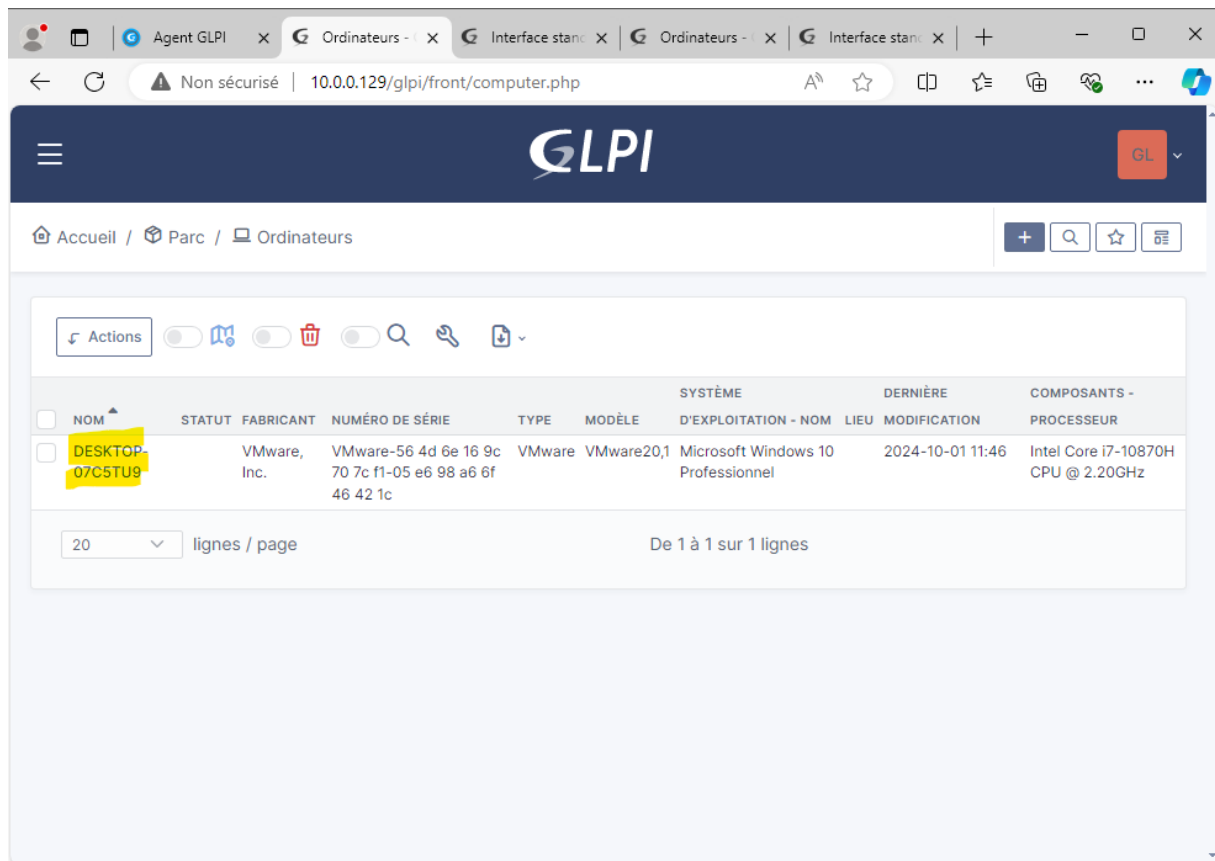 Agent GLPI
Ordinateurs -
Interface stand
Ordinateurs -
Interface stand
Non sécurisé | 10.0.0.129/glpi/front/computer.php
GLPI
GL
Accueil / Parc / Ordinateurs
Actions
NOM STATUT FABRICANT NUMÉRO DE SÉRIE TYPE MODÈLE SYSTÈME D'EXPLOITATION - NOM LIEU DERNIÈRE MODIFICATION COMPOSANTS - PROCESSEUR
DESKTOP- VMware, VMware-56 4d 6e 16 9c VMware VMware20,1 Microsoft Windows 10 2024-10-01 11:46 Intel Core i7-10870H
07C5TU9 Inc. 70 7c f1-05 e6 98 a6 6f Professionnel CPU @ 2.20GHz
46 42 1c
20 lignes / page De 1 à 1 sur 1 lignes